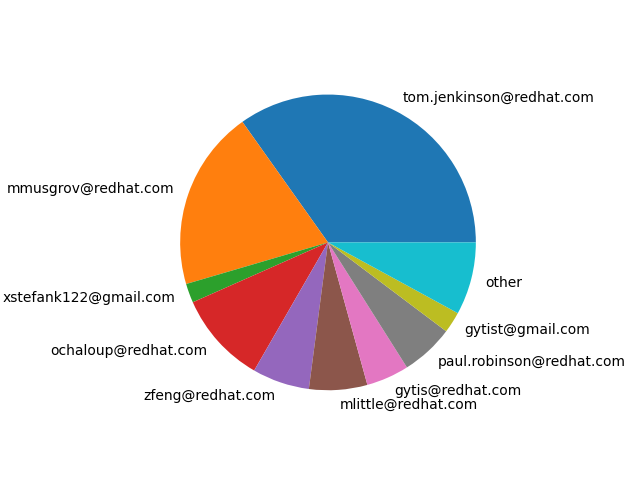 tom.jenkinson@redhat.com
mmusgrov@redhat.com
xstefank122@gmail.com
ochaloup@redhat.com
zfeng@redhat.com
mlittle@redhat.com
gytis@redhat.com
paul.robinson@redhat.com
gytist@gmail.com
other